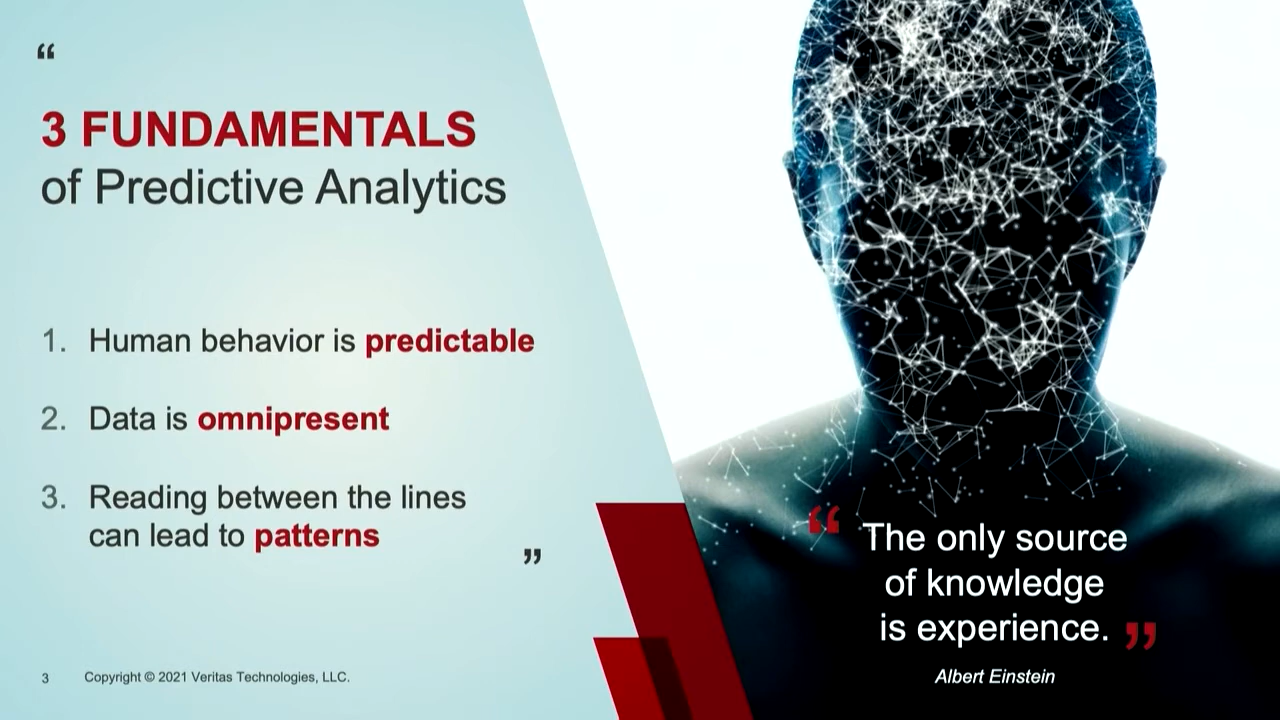 “
3 FUNDAMENTALS
of Predictive Analytics
1. Human behavior is predictable
2. Data is omnipresent
3. Reading between the lines
can lead to patterns
”
“ The only source
of knowledge
is experience. ”
Albert Einstein
3 Copyright © 2021 Veritas Technologies, LLC.